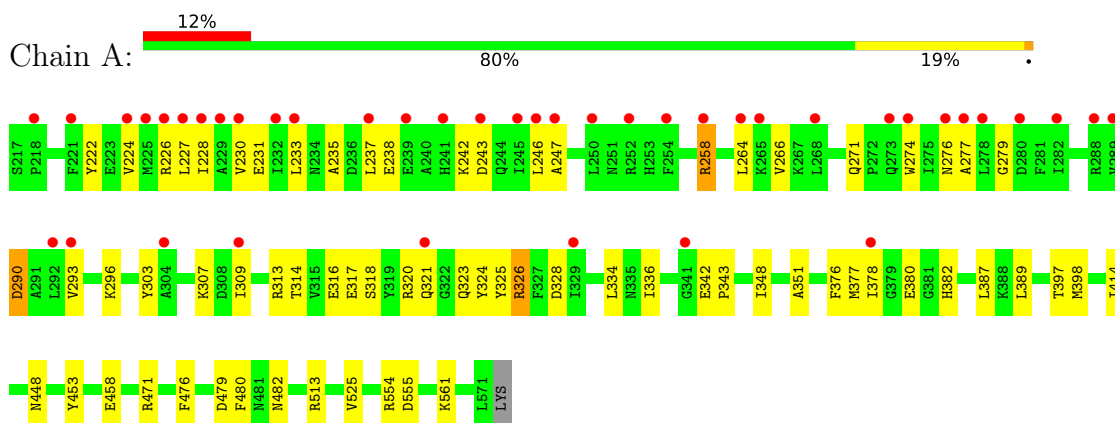 12%
Chain A:
80% 19% •
S217 P218 F221 Y222 E223 V224 M225 R226 L227 I228 A229 V230 E231 I232 L233 N234 A235 D236 L237 E238 E239 A240 H241 K242 D243 Q244 I245 L246 A247 L250 N251 R252 H253 F254 R258 L264 K265 V266 K267 L268 Q271 P272 Q273 W274 I275 N276 A277 L278 G279 D280 F281 I282 R288 V289
D290 A291 L292 V293 K296 Y303 A304 K307 D308 I309 R313 T314 V315 E316 E317 S318 Y319 R320 Q321 G322 Q323 Y324 Y325 R326 F327 D328 I329 L334 N335 I336 G341 E342 P343 I348 A351 F376 M377 I378 G379 E380 G381 H382 L387 K388 L389 T397 M398
N448 Y453 E458 R471 F476 D479 F480 N481 N482 R513 V525 R554 D555 K561 L571 LYS